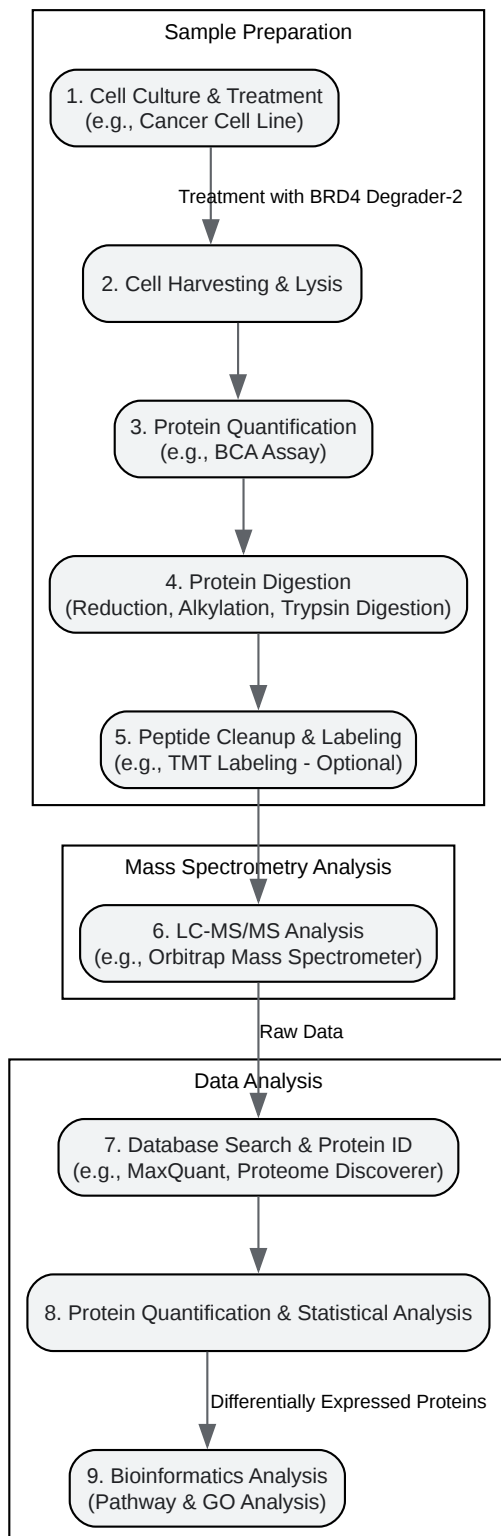 Sample Preparation
1. Cell Culture & Treatment
(e.g., Cancer Cell Line)
Treatment with BRD4 Degrader-2
2. Cell Harvesting & Lysis
3. Protein Quantification
(e.g., BCA Assay)
4. Protein Digestion
(Reduction, Alkylation, Trypsin Digestion)
5. Peptide Cleanup & Labeling
(e.g., TMT Labeling - Optional)
Mass Spectrometry Analysis
6. LC-MS/MS Analysis
(e.g., Orbitrap Mass Spectrometer)
Raw Data
Data Analysis
7. Database Search & Protein ID
(e.g., MaxQuant, Proteome Discoverer)
8. Protein Quantification & Statistical Analysis
Differentially Expressed Proteins
9. Bioinformatics Analysis
(Pathway & GO Analysis)